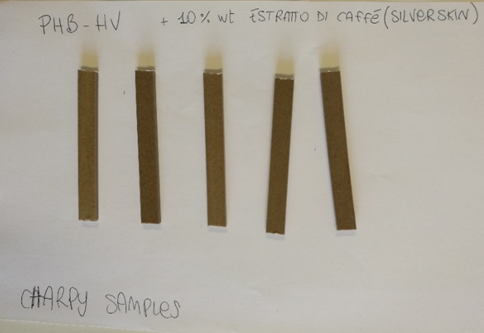 PHB-HV + 10% wt ESTRATTO DI CAFFÉ (SILVERSKIN)
CHARPY SAMPLES